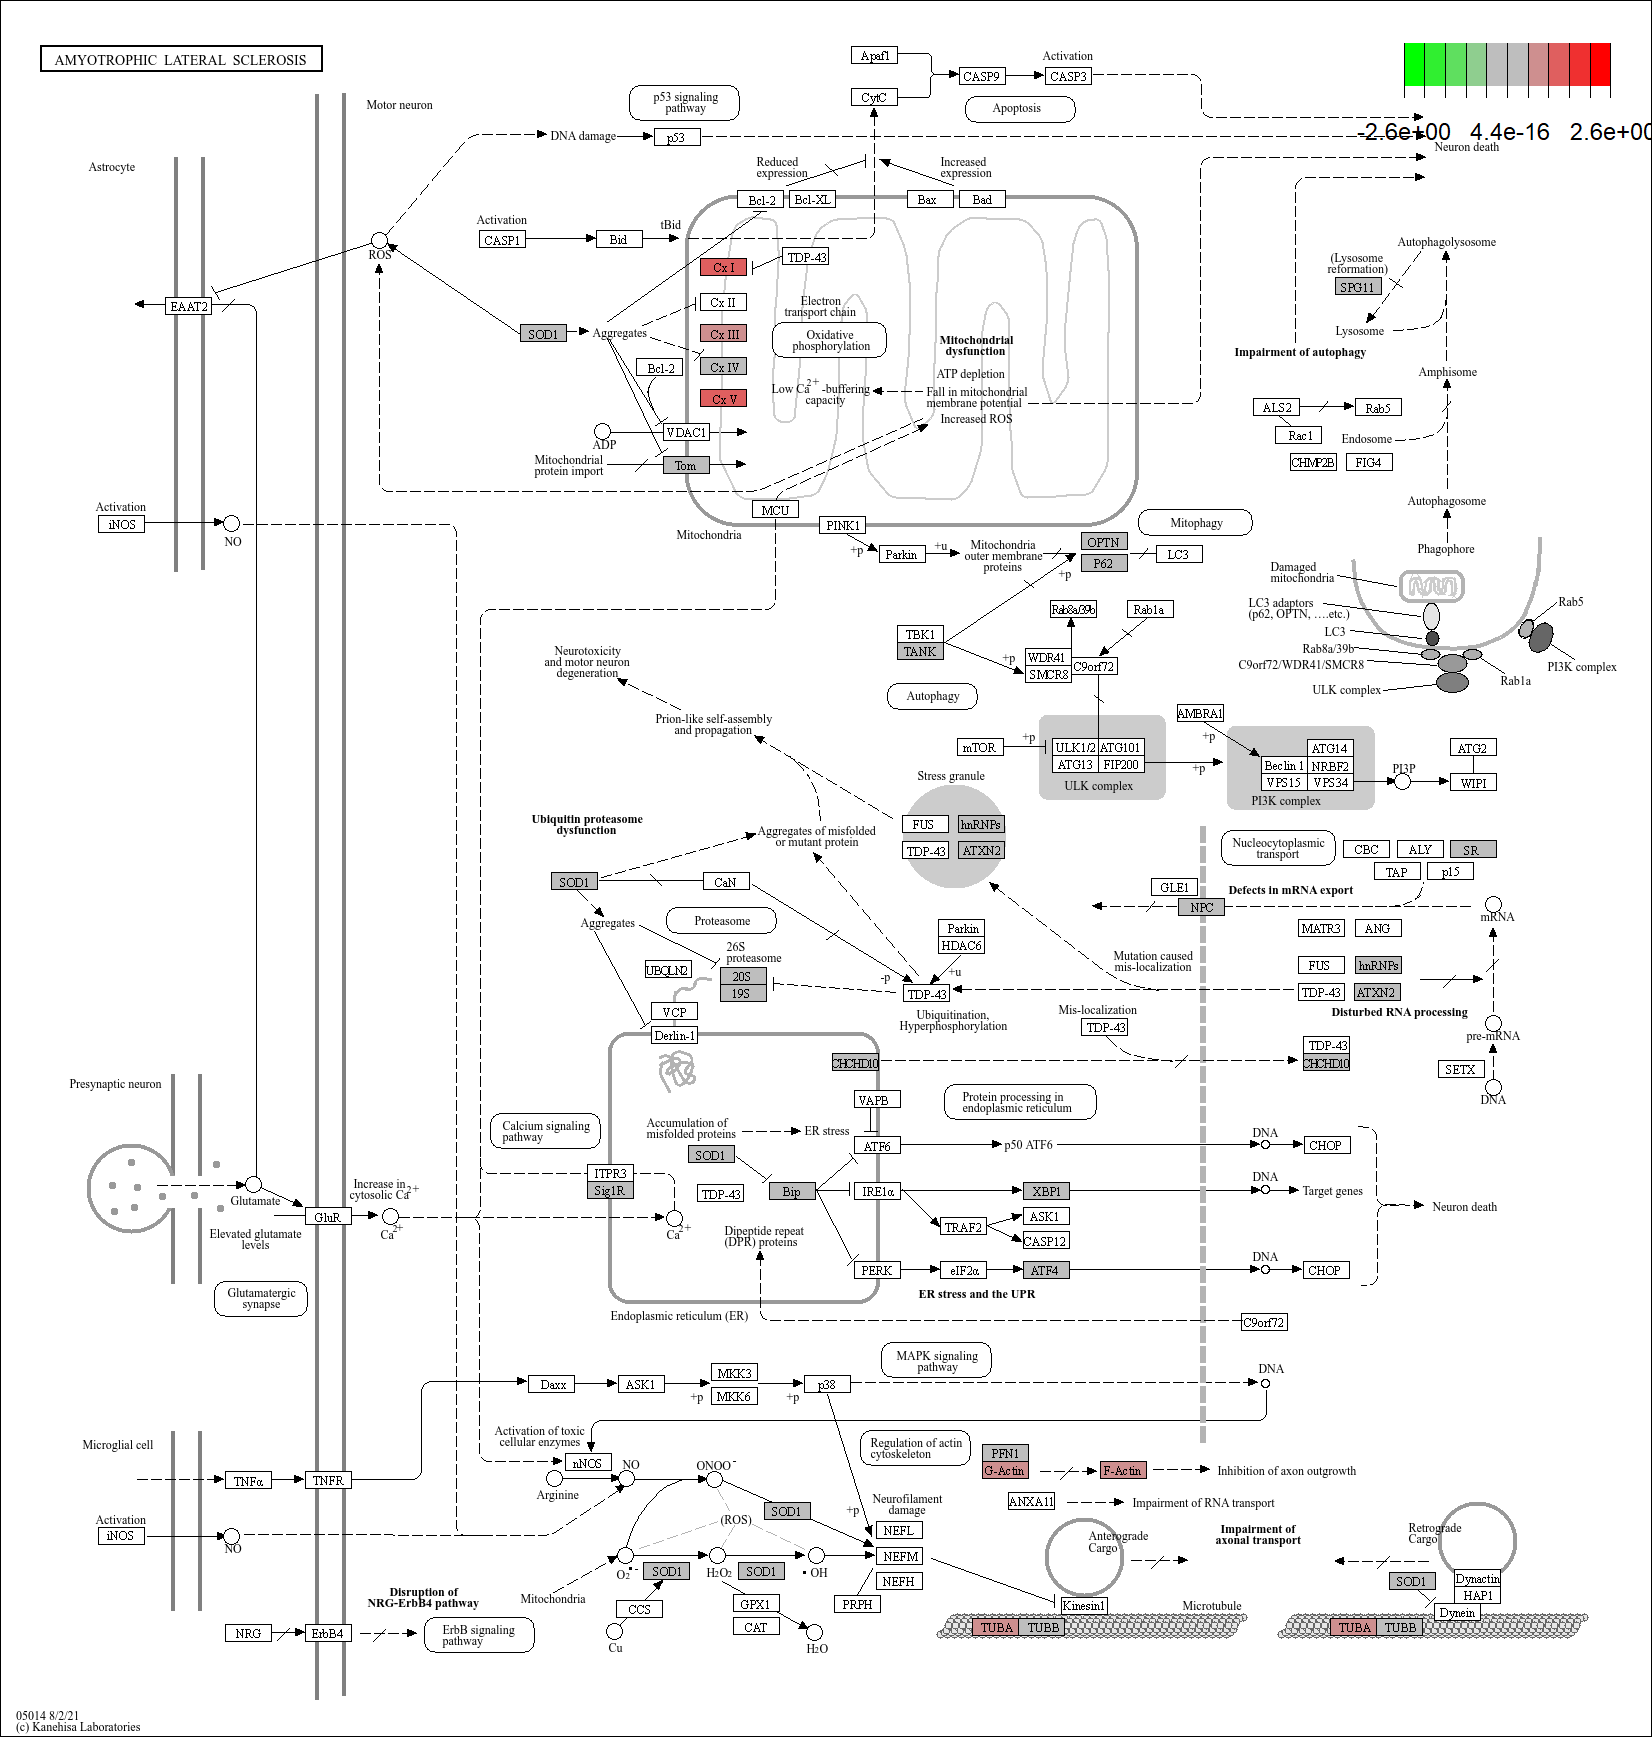 AMYOTROPHIC LATERAL SCLEROSIS
-2.6e+00 4.4e-16 2.6e+00
Apaf1
CytC
CASP9
Activation
CASP3
Apoptosis
Motor neuron
p53 signaling
pathway
DNA damage
p53
Neuron death
Astrocyte
Reduced
expression
Increased
expression
Bcl-2
Bcl-XL
Bax
Bad
Activation
CASP1
Bid
tBid
ROS
TDP-43
Cx I
Cx II
Cx III
Cx IV
Cx V
Electron
transport chain
Oxidative
phosphorylation
Mitochondrial
dysfunction
ATP depletion
Low Ca2+ -buffering
capacity
Fall in mitochondrial
membrane potential
Increased ROS
Autophagolysosome
(Lysosome
reformation)
SPG11
Lysosome
Impairment of autophagy
Amphisome
ALS2
Rab5
Rac1
Endosome
CHMP2B
FIG4
EAAT2
SOD1
Aggregates
Bcl-2
VDAC1
ADP
Mitochondrial
protein import
Tom
MCU
Mitochondria
Activation
iNOS
NO
PINK1
+p
Parkin
+u
Mitochondria
outer membrane
proteins
Mitophagy
OPTN
P62
LC3
+p
Autophagosome
Phagophore
Damaged
mitochondria
LC3 adaptors
(p62, OPTN, ....etc.)
LC3
Rab8a/39b
C9orf72/WDR41/SMCR8
ULK complex
Rab1a
Rab5
PI3K complex
TBK1
TANK
Rab8a/39b
Rab1a
+p
WDR41
SMCR8
C9orf72
Autophagy
Neurotoxicity
and motor neuron
degeneration
Prion-like self-assembly
and propagation
mTOR
+p
ULK1/2
ATG101
ATG13
FIP200
ULK complex
+p
AMBRA1
+p
ATG14
Beclin 1
NRBF2
VPS15
VPS34
PI3K complex
PI3P
ATG2
WIPI
Stress granule
FUS
hnRNPs
TDP-43
ATXN2
Ubiquitin proteasome
dysfunction
Aggregates of misfolded
or mutant protein
SOD1
CaN
Aggregates
Proteasome
26S
proteasome
UBQLN2
20S
19S
VCP
Derlin-1
Parkin
HDAC6
-p
+u
TDP-43
Ubiquitination,
Hyperphosphorylation
Nucleocytoplasmic
transport
CBC
ALY
SR
TAP
p15
GLE1
Defects in mRNA export
NPC
mRNA
MATR3
ANG
Mutation caused
mis-localization
FUS
hnRNPs
TDP-43
ATXN2
Disturbed RNA processing
Mis-localization
TDP-43
pre-mRNA
TDP-43
CHCHD10
SETX
DNA
CHCHD10
VAPB
Protein processing in
endoplasmic reticulum
Presynaptic neuron
Calcium signaling
pathway
Accumulation of
misfolded proteins
ER stress
ATF6
p50 ATF6
DNA
CHOP
SOD1
ITPR3
Sig1R
TDP-43
Bip
IRE1α
XBP1
DNA
Target genes
Neuron death
TRAF2
ASK1
CASP12
Glutamate
Increase in
cytosolic Ca2+
GluR
Ca2+
Elevated glutamate
levels
Ca2+
Dipeptide repeat
(DPR) proteins
PERK
eIF2α
ATF4
DNA
CHOP
ER stress and the UPR
Glutamatergic
synapse
Endoplasmic reticulum (ER)
C9orf72
MAPK signaling
pathway
Daxx
ASK1
+p
MKK3
MKK6
+p
p38
DNA
Microglial cell
TNFα
TNFR
Activation of toxic
cellular enzymes
nNOS
Arginine
NO
ONOO-
Regulation of actin
cytoskeleton
PFN1
G-Actin
F-Actin
Inhibition of axon outgrowth
ANXA11
Impairment of RNA transport
Activation
iNOS
NO
SOD1
(ROS)
+p
Neurofilament
damage
NEFL
NEFM
NEFH
PRPH
O2·-
SOD1
H2O2
SOD1
·OH
Mitochondria
CCS
Cu
GPX1
CAT
H2O
Anterograde
Cargo
Impairment of
axonal transport
Retrograde
Cargo
SOD1
Dynactin
HAP1
Dynein
Kinesin1
Microtubule
TUBA
TUBB
TUBA
TUBB
Disruption of
NRG-ErbB4 pathway
NRG
ErbB4
ErbB signaling
pathway
05014 8/2/21
(c) Kanehisa Laboratories